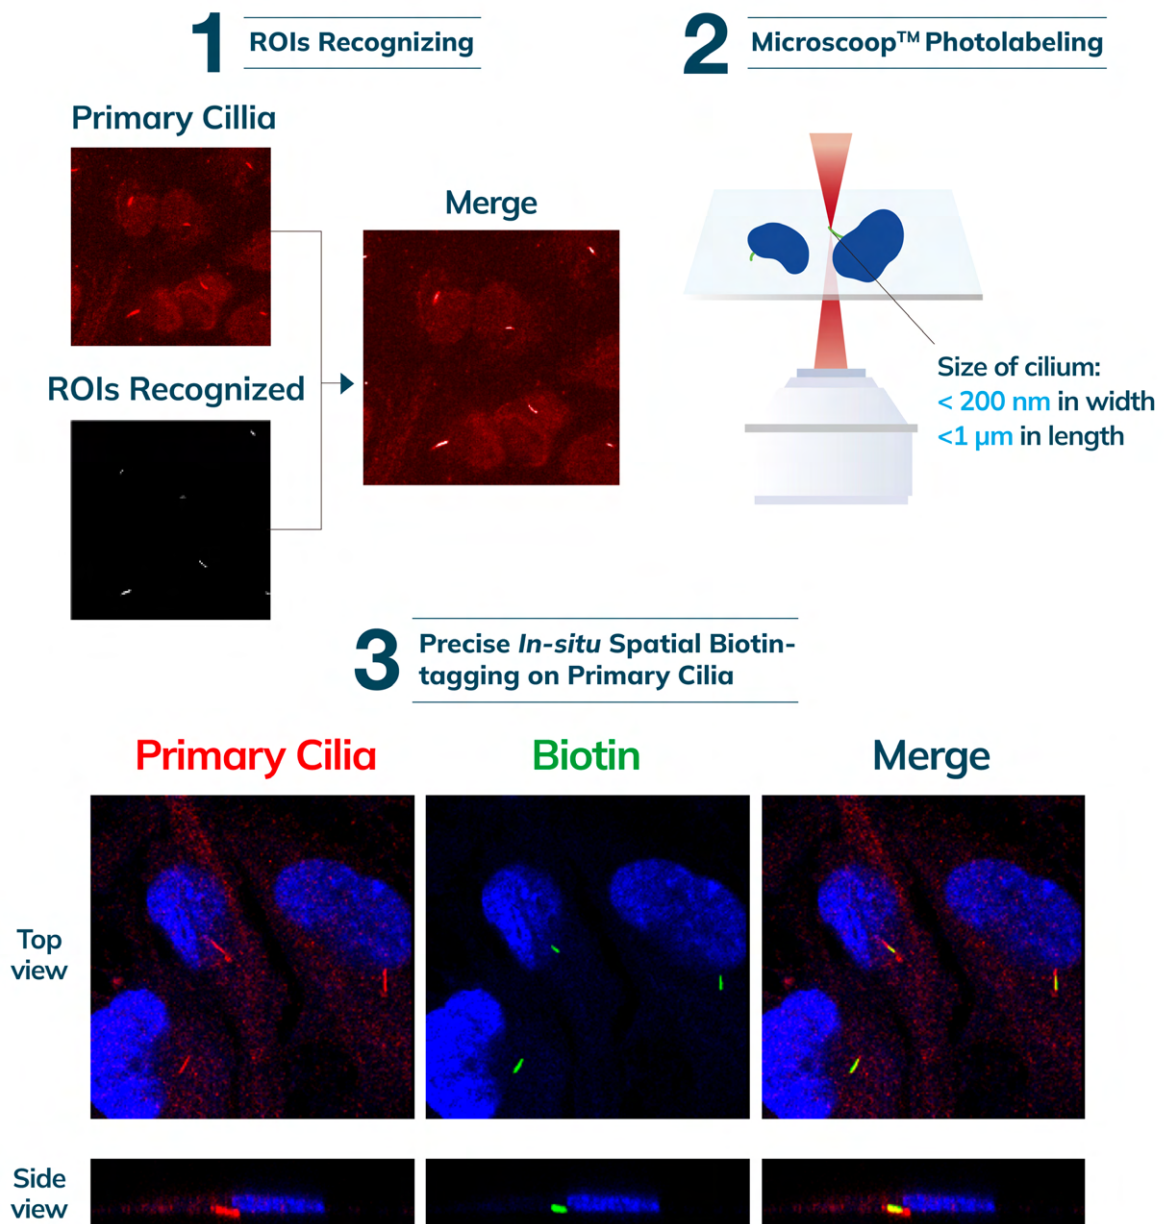 1
ROIs Recognizing
2
Microscoop™ Photolabeling
Primary Cillia
Merge
ROIs Recognized
Size of cilium:
< 200 nm in width
<1 μm in length
3
Precise In-situ Spatial Biotin-
tagging on Primary Cilia
Primary Cilia
Biotin
Merge
Top
view
Side
view